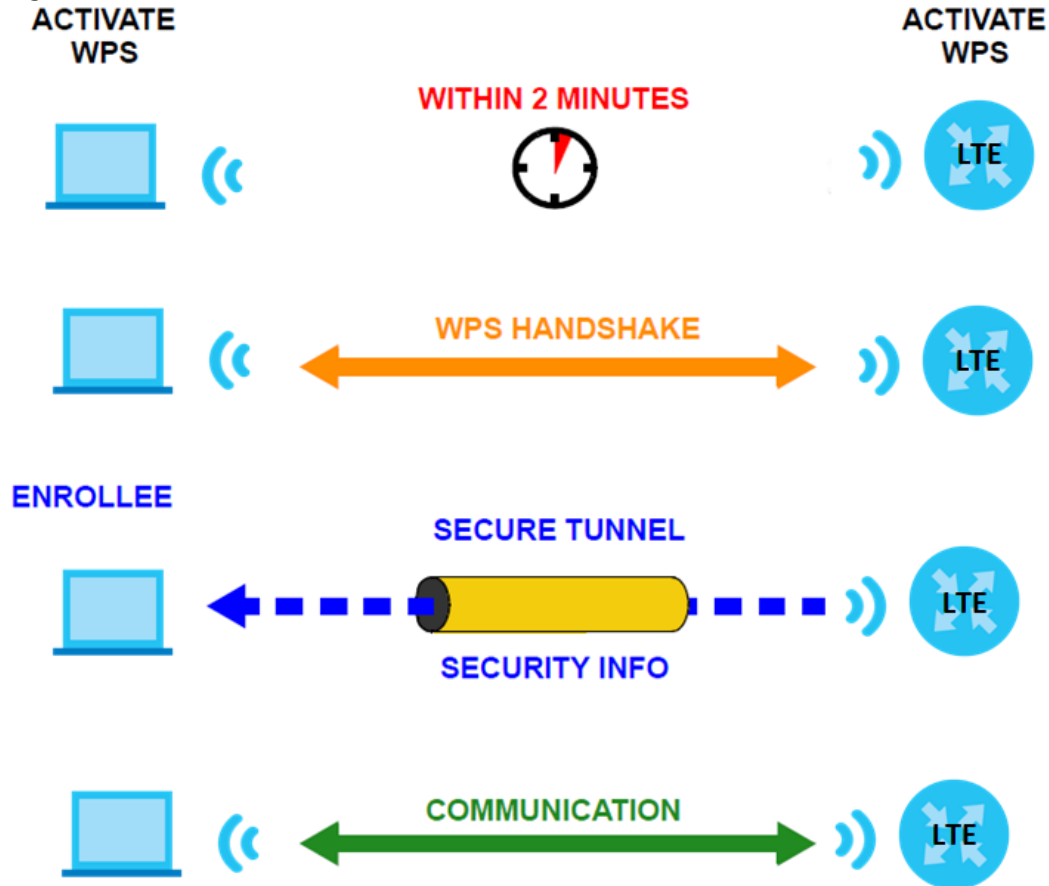 ACTIVATE
WPS
ACTIVATE
WPS
WITHIN 2 MINUTES
LTE
WPS HANDSHAKE
LTE
ENROLLEE
SECURE TUNNEL
LTE
SECURITY INFO
COMMUNICATION
LTE